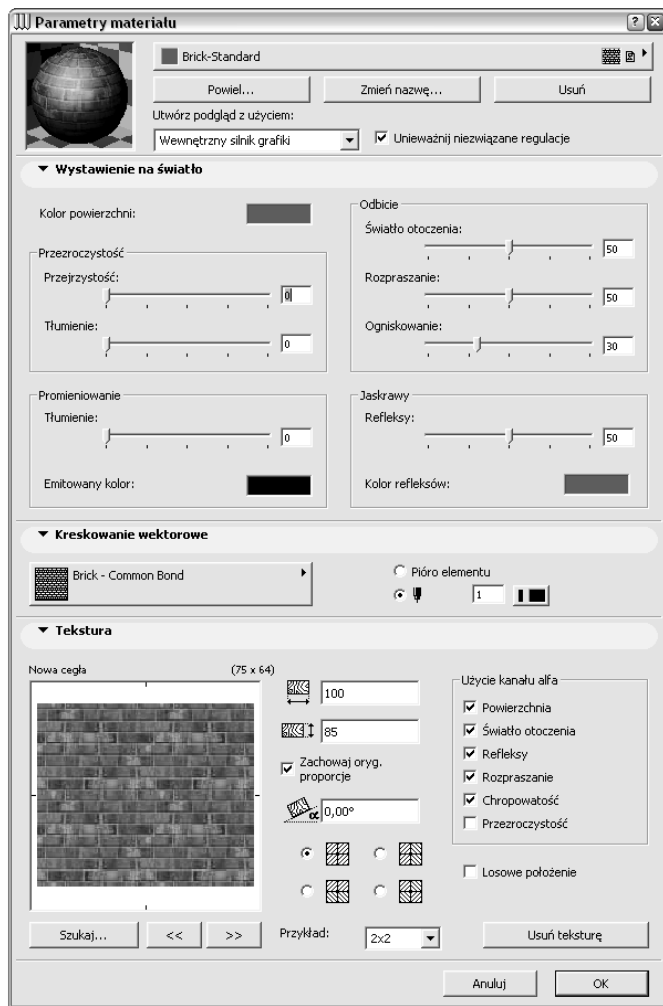 Parametry materiału
Brick-Standard
Powiel...
Zmień nazwę...
Usuń
Utwórz podgląd z użyciem:
Wewnętrzny silnik grafiki
Unieważnij niezwiązane regulacje
Wystawienie na światło
Kolor powierzchni:
Przezroczystość
Przejrzystość:
0
Tłumienie:
0
Odbicie
Światło otoczenia:
50
Rozpraszanie:
50
Ogniskowanie:
30
Promieniowanie
Tłumienie:
0
Emitowany kolor:
Jaskrawy
Refleksy:
50
Kolor refleksów:
Kreskowanie wektorowe
Brick - Common Bond
Pióro elementu
1
Tekstura
Nowa cegła (75 x 64)
100
85
Zachowaj oryg.
proporcje
α 0,00°
Użycie kanału alfa
Powierzchnia
Światło otoczenia
Refleksy
Rozpraszanie
Chropowatość
Przezroczystość
Losowe położenie
Szukaj...
<<
>>
Przykład:
2x2
Usuń teksturę
Anuluj
OK